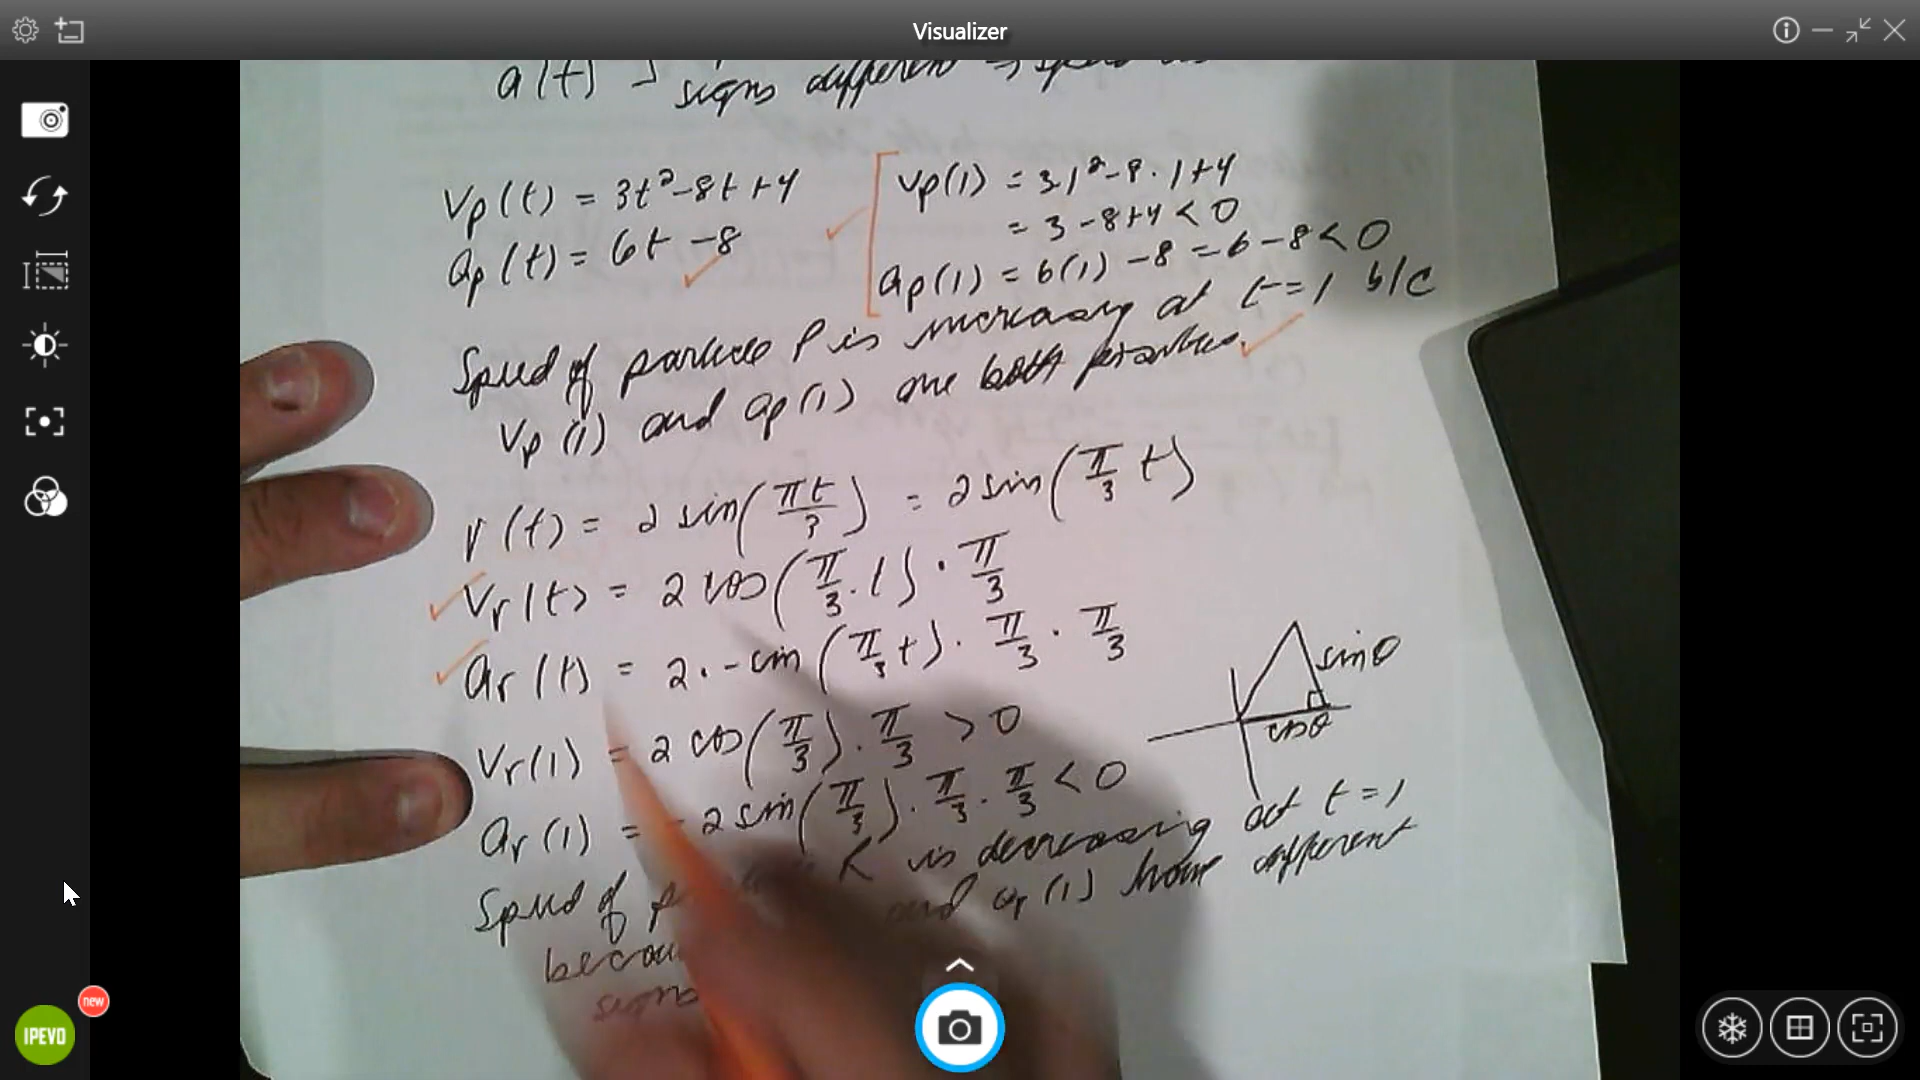 Visualizer
a(t)
signs different → speed
Vp(t) = 3t²-8t+4
ap(t) = 6t-8
Vp(1) = 3·1²-8·1+4
= 3-8+4 < 0
ap(1) = 6(1) -8 = 6-8 < 0
Speed of particle P is increasing at t=1 b/c
Vp(1) and ap(1) are both
r(t) = 2 sin(πt/3) = 2 sin(π/3 t)
Vr(t) = 2 cos(π/3 · t) · π/3
ar(t) = 2 · -sin(π/3 t) · π/3 · π/3
sinθ
cosθ
Vr(1) = 2 cos(π/3) · π/3 > 0
ar(1) = -2 sin(π/3) · π/3 · π/3 < 0
Speed of R is decreasing at t=1
and ar(1) have different
signs
new
IPEVO